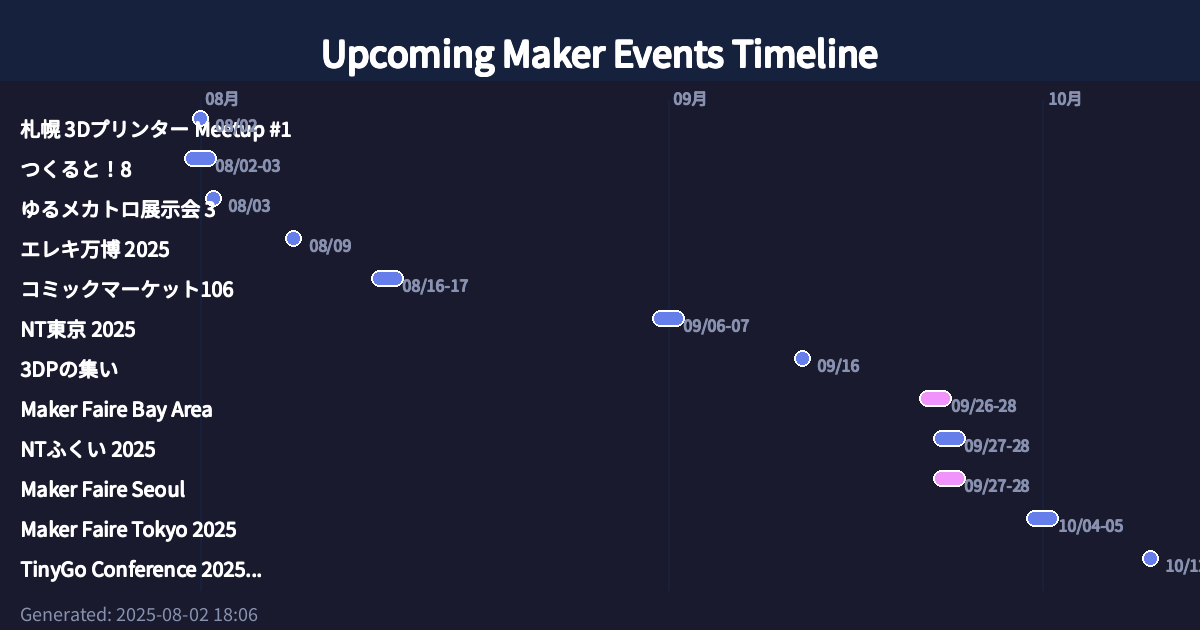 Upcoming Maker Events Timeline
08月 09月 10月
札幌 3Dプリンター Meetup #1 08/02
つくると！8 08/02-03
ゆるメカトロ展示会 3 08/03
エレキ万博 2025 08/09
コミックマーケット106 08/16-17
NT東京 2025 09/06-07
3DPの集い 09/16
Maker Faire Bay Area 09/26-28
NTふくい 2025 09/27-28
Maker Faire Seoul 09/27-28
Maker Faire Tokyo 2025 10/04-05
TinyGo Conference 2025...
Generated: 2025-08-02 18:06